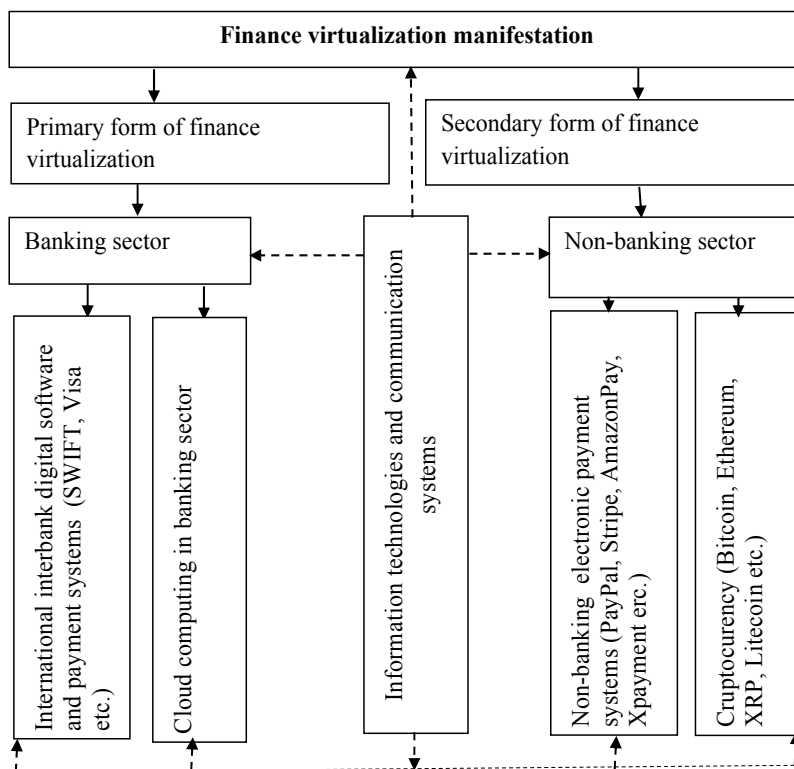 Finance virtualization manifestation
Primary form of finance
virtualization
Secondary form of finance
virtualization
Banking sector
Non-banking sector
International interbank digital software
and payment systems (SWIFT, Visa
etc.)
Cloud computing in banking sector
Information technologies and communication
systems
Non-banking electronic payment
systems (PayPal, Stripe, AmazonPay,
Xpayment erc.)
Cruptocurency (Bitcoin, Ethereum,
XRP, Litecoin etc.)